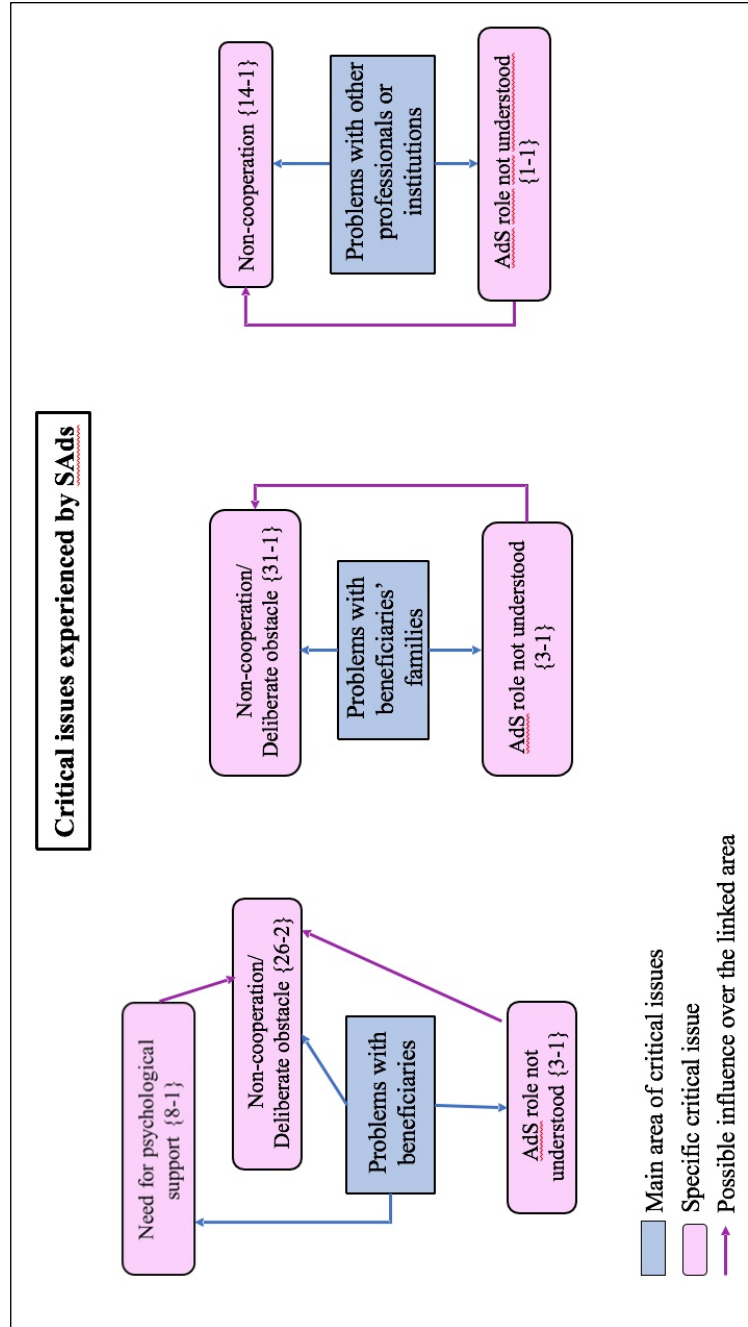 Critical issues experienced by SAds
Need for psychological
support {8-1}
Non-cooperation/
Deliberate obstacle {26-2}
Problems with
beneficiaries
AdS role not
understood {3-1}
Non-cooperation/
Deliberate obstacle {31-1}
Problems with
beneficiaries’
families
AdS role not understood
{3-1}
Non-cooperation {14-1}
Problems with other
professionals or
institutions
AdS role not understood
{1-1}
Main area of critical issues
Specific critical issue
Possible influence over the linked area